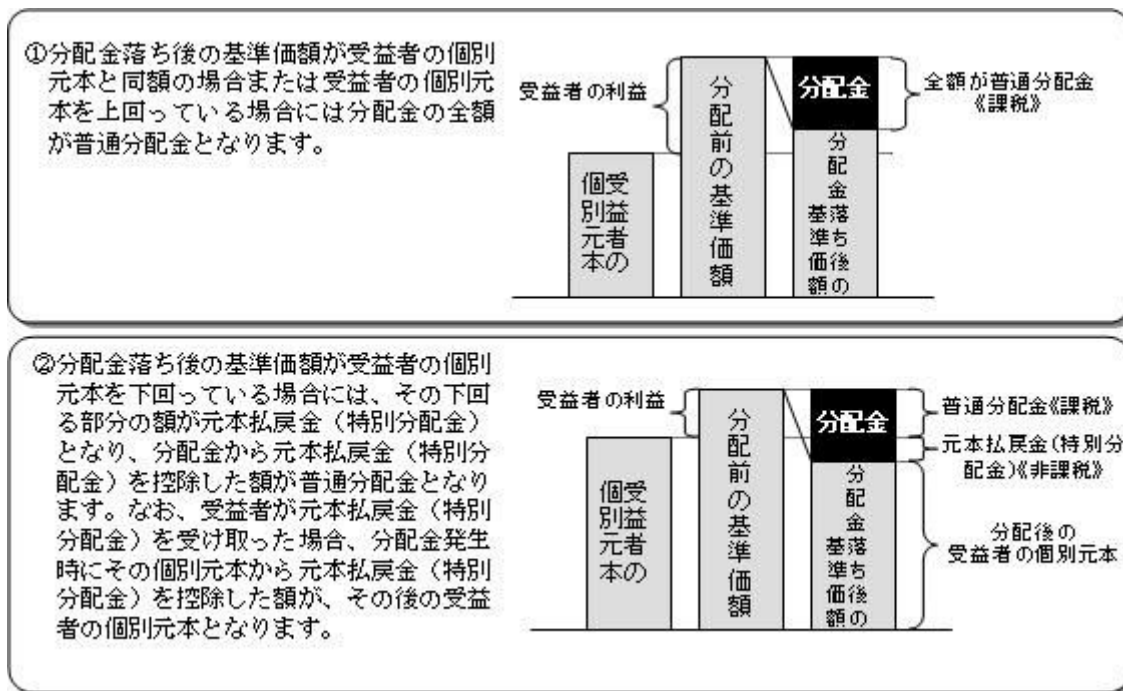 ①分配金落ち後の基準価額が受益者の個別
元本と同額の場合または受益者の個別元
本を上回っている場合には分配金の全額
が普通分配金となります。
受益者の利益
個別元本
受益者の
分配前の基準価額
分配金
基準価額
分配金落ち後の
全額が普通分配金
《課税》
②分配金落ち後の基準価額が受益者の個別
元本を下回っている場合には、その下回
る部分の額が元本払戻金（特別分配金）
となり、分配金から元本払戻金（特別分
配金）を控除した額が普通分配金となり
ます。なお、受益者が元本払戻金（特別
分配金）を受け取った場合、分配金発生
時にその個別元本から元本払戻金（特別
分配金）を控除した額が、その後の受益
者の個別元本となります。
受益者の利益
受益者の
個別元本
分配前の基準価額
分配金
分配金落ち後の
基準価額
普通分配金《課税》
元本払戻金（特別分
配金）《非課税》
分配後の
受益者の個別元本